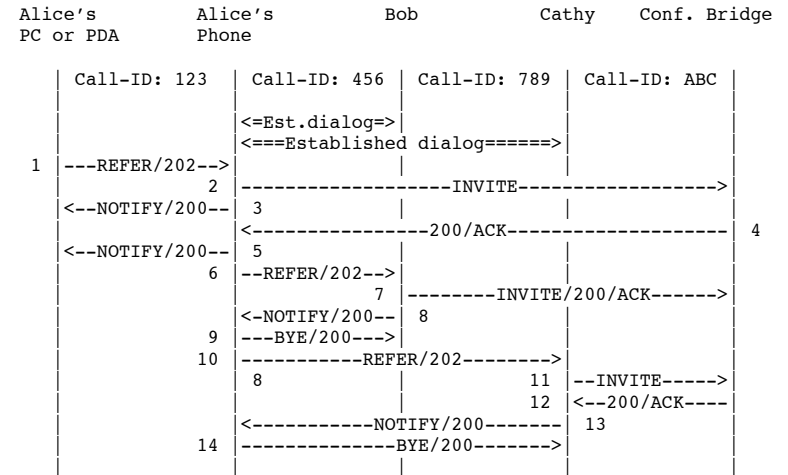 Alice's          Alice's          Bob            Cathy    Conf. Bridge
PC or PDA        Phone
| Call-ID: 123 | Call-ID: 456 | Call-ID: 789 | Call-ID: ABC |
<=Est.dialog=>
<===Established dialog======>
1 |---REFER/202-->
2 |--------------------INVITE------------------->
<--NOTIFY/200--| 3
<-----------------200/ACK---------------------| 4
<--NOTIFY/200--| 5
6 |--REFER/202-->
7 |--------INVITE/200/ACK------>
<-NOTIFY/200--| 8
9 |---BYE/200--->
10 |-----------REFER/202-------->
8 | 11 |--INVITE----->
12 |<--200/ACK----|
<-----------NOTIFY/200-------| 13
14 |--------------BYE/200------->